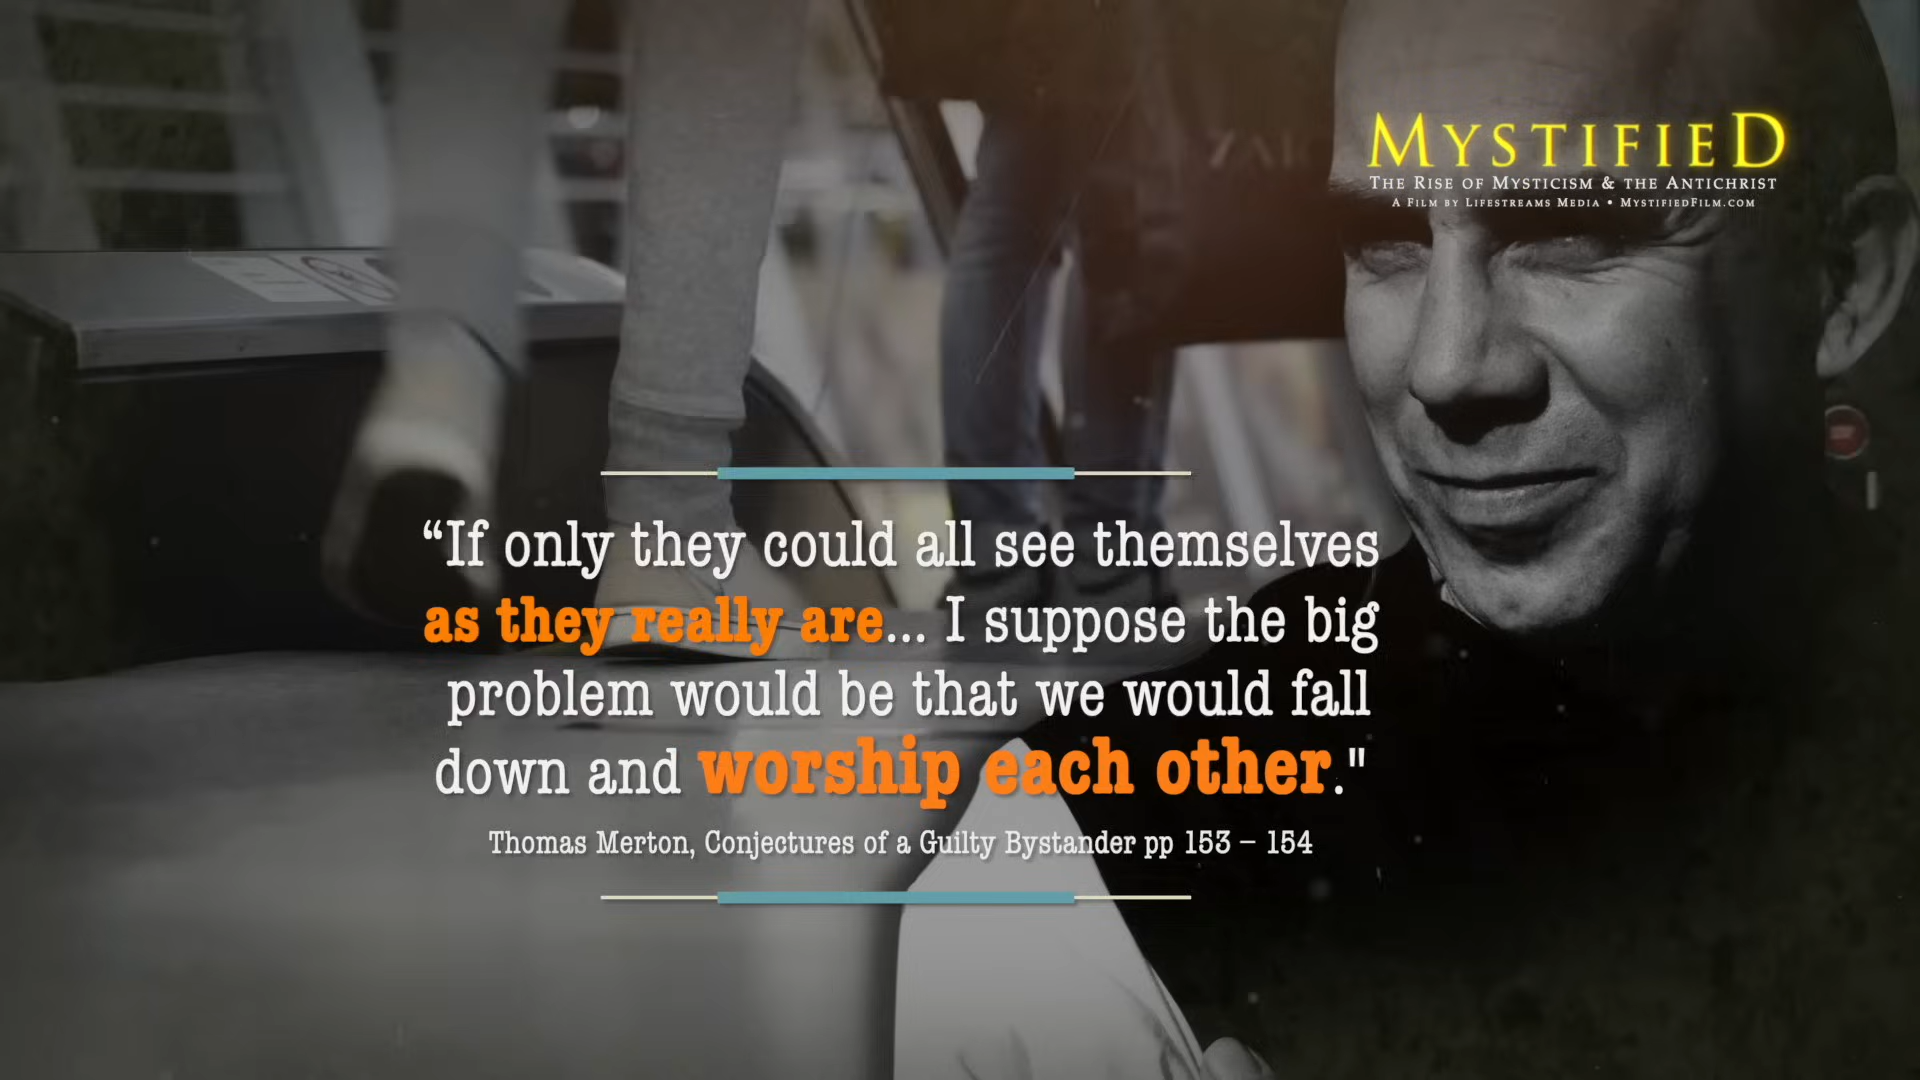 MYSTIFIED
THE RISE OF MYSTICISM & THE ANTICHRIST
A FILM BY LIFESTREAMS MEDIA • MYSTIFIEDFILM.COM
“If only they could all see themselves
as they really are... I suppose the big
problem would be that we would fall
down and worship each other."
Thomas Merton, Conjectures of a Guilty Bystander pp 153 – 154